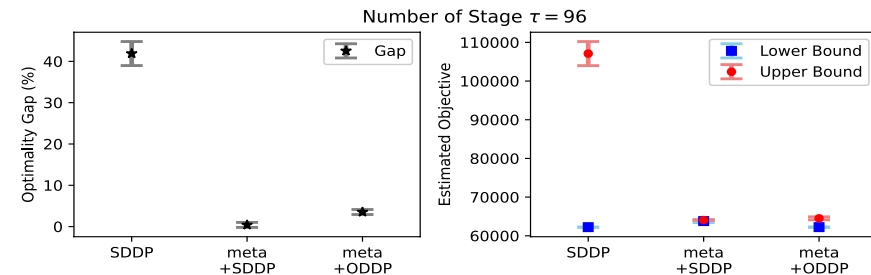 Number of Stage τ = 96
Optimality Gap (%)
40
30
20
10
0
Gap
SDDP
meta
+SDDP
meta
+ODDP
Estimated Objective
110000
100000
90000
80000
70000
60000
Lower Bound
Upper Bound
SDDP
meta
+SDDP
meta
+ODDP